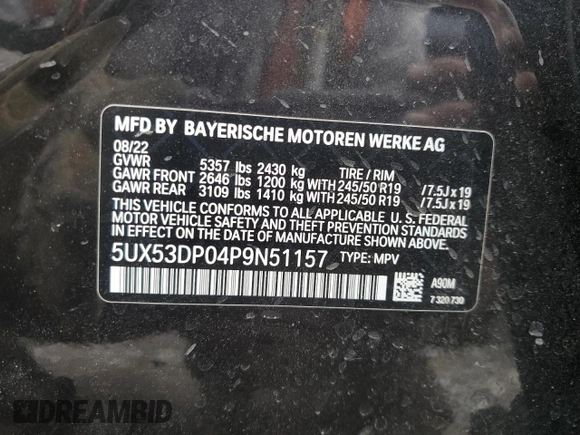 MFD BY BAYERISCHE MOTOREN WERKE AG
08/22
GVWR 5357 lbs 2430 kg TIRE / RIM
GAWR FRONT 2646 lbs 1200 kg WITH 245/50 R19 /7.5J x 19
GAWR REAR 3109 lbs 1410 kg WITH 245/50 R19 /7.5J x 19
THIS VEHICLE CONFORMS TO ALL APPLICABLE U. S. FEDERAL
MOTOR VEHICLE SAFETY AND THEFT PREVENTION STANDARDS
IN EFFECT ON THE DATE OF MANUFACTURE SHOWN ABOVE
5UX53DP04P9N51157 TYPE: MPV
A90M
7 320 730
DREAMBID